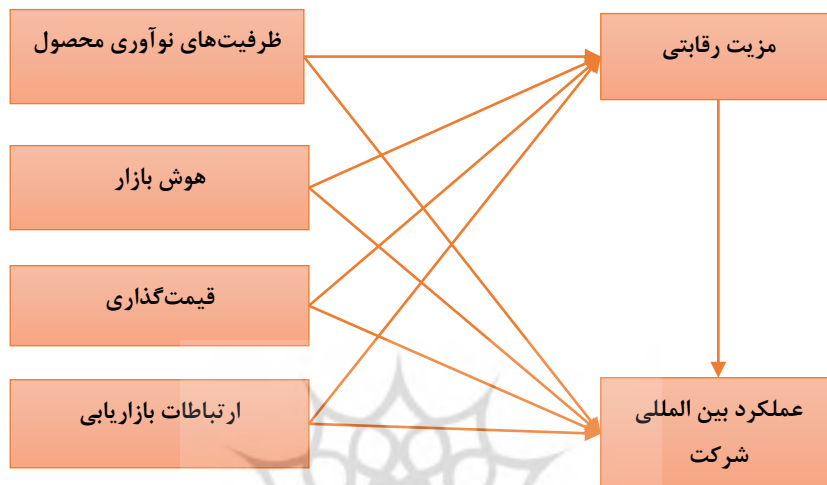 ظرفیت‌های نوآوری محصول
مزیت رقابتی
هوش بازار
قیمت‌گذاری
ارتباطات بازاریابی
عملکرد بین المللی
شرکت